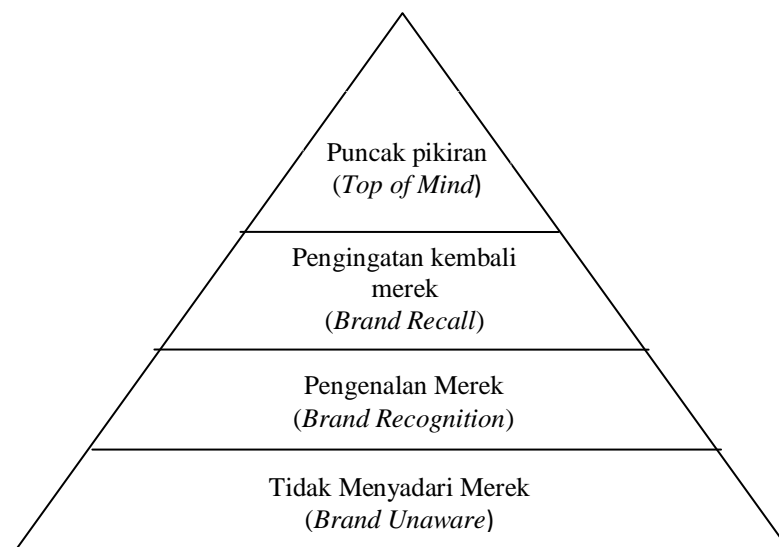 Puncak pikiran
(Top of Mind)
Pengingatan kembali
merek
(Brand Recall)
Pengenalan Merek
(Brand Recognition)
Tidak Menyadari Merek
(Brand Unaware)